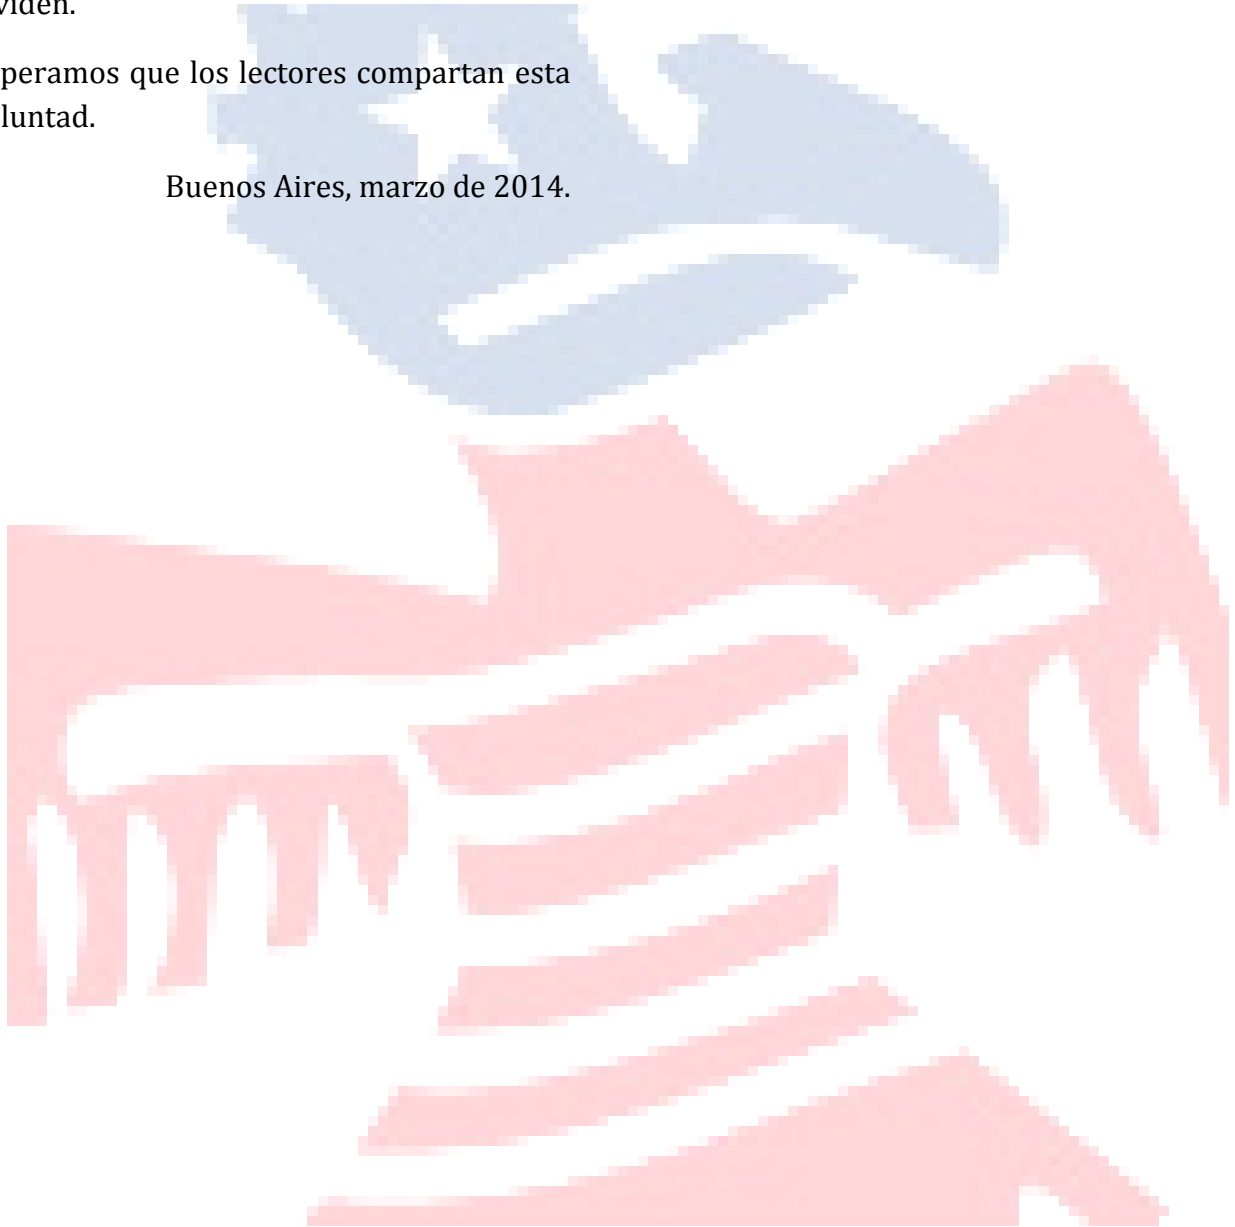 viden.
peramos que los lectores compartan esta
luntad.
Buenos Aires, marzo de 2014.